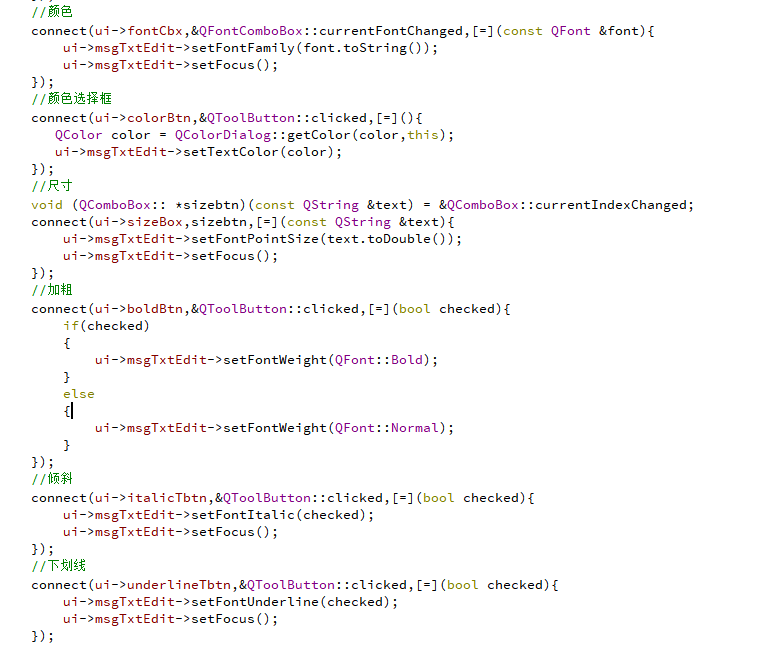 //颜色
connect(ui->fontCbx,&QFontComboBox::currentFontChanged,[=](const QFont &font){
    ui->msgTxtEdit->setFontFamily(font.toString());
    ui->msgTxtEdit->setFocus();
});
//颜色选择框
connect(ui->colorBtn,&QToolButton::clicked,[=](){
   QColor color = QColorDialog::getColor(color,this);
   ui->msgTxtEdit->setTextColor(color);
});
//尺寸
void (QComboBox:: *sizebtn)(const QString &text) = &QComboBox::currentIndexChanged;
connect(ui->sizeBox,sizebtn,[=](const QString &text){
    ui->msgTxtEdit->setFontPointSize(text.toDouble());
    ui->msgTxtEdit->setFocus();
});
//加粗
connect(ui->boldBtn,&QToolButton::clicked,[=](bool checked){
    if(checked)
    {
        ui->msgTxtEdit->setFontWeight(QFont::Bold);
    }
    else
    {
        ui->msgTxtEdit->setFontWeight(QFont::Normal);
    }
});
//倾斜
connect(ui->italicTbtn,&QToolButton::clicked,[=](bool checked){
    ui->msgTxtEdit->setFontItalic(checked);
    ui->msgTxtEdit->setFocus();
});
//下划线
connect(ui->underlineTbtn,&QToolButton::clicked,[=](bool checked){
    ui->msgTxtEdit->setFontUnderline(checked);
    ui->msgTxtEdit->setFocus();
});